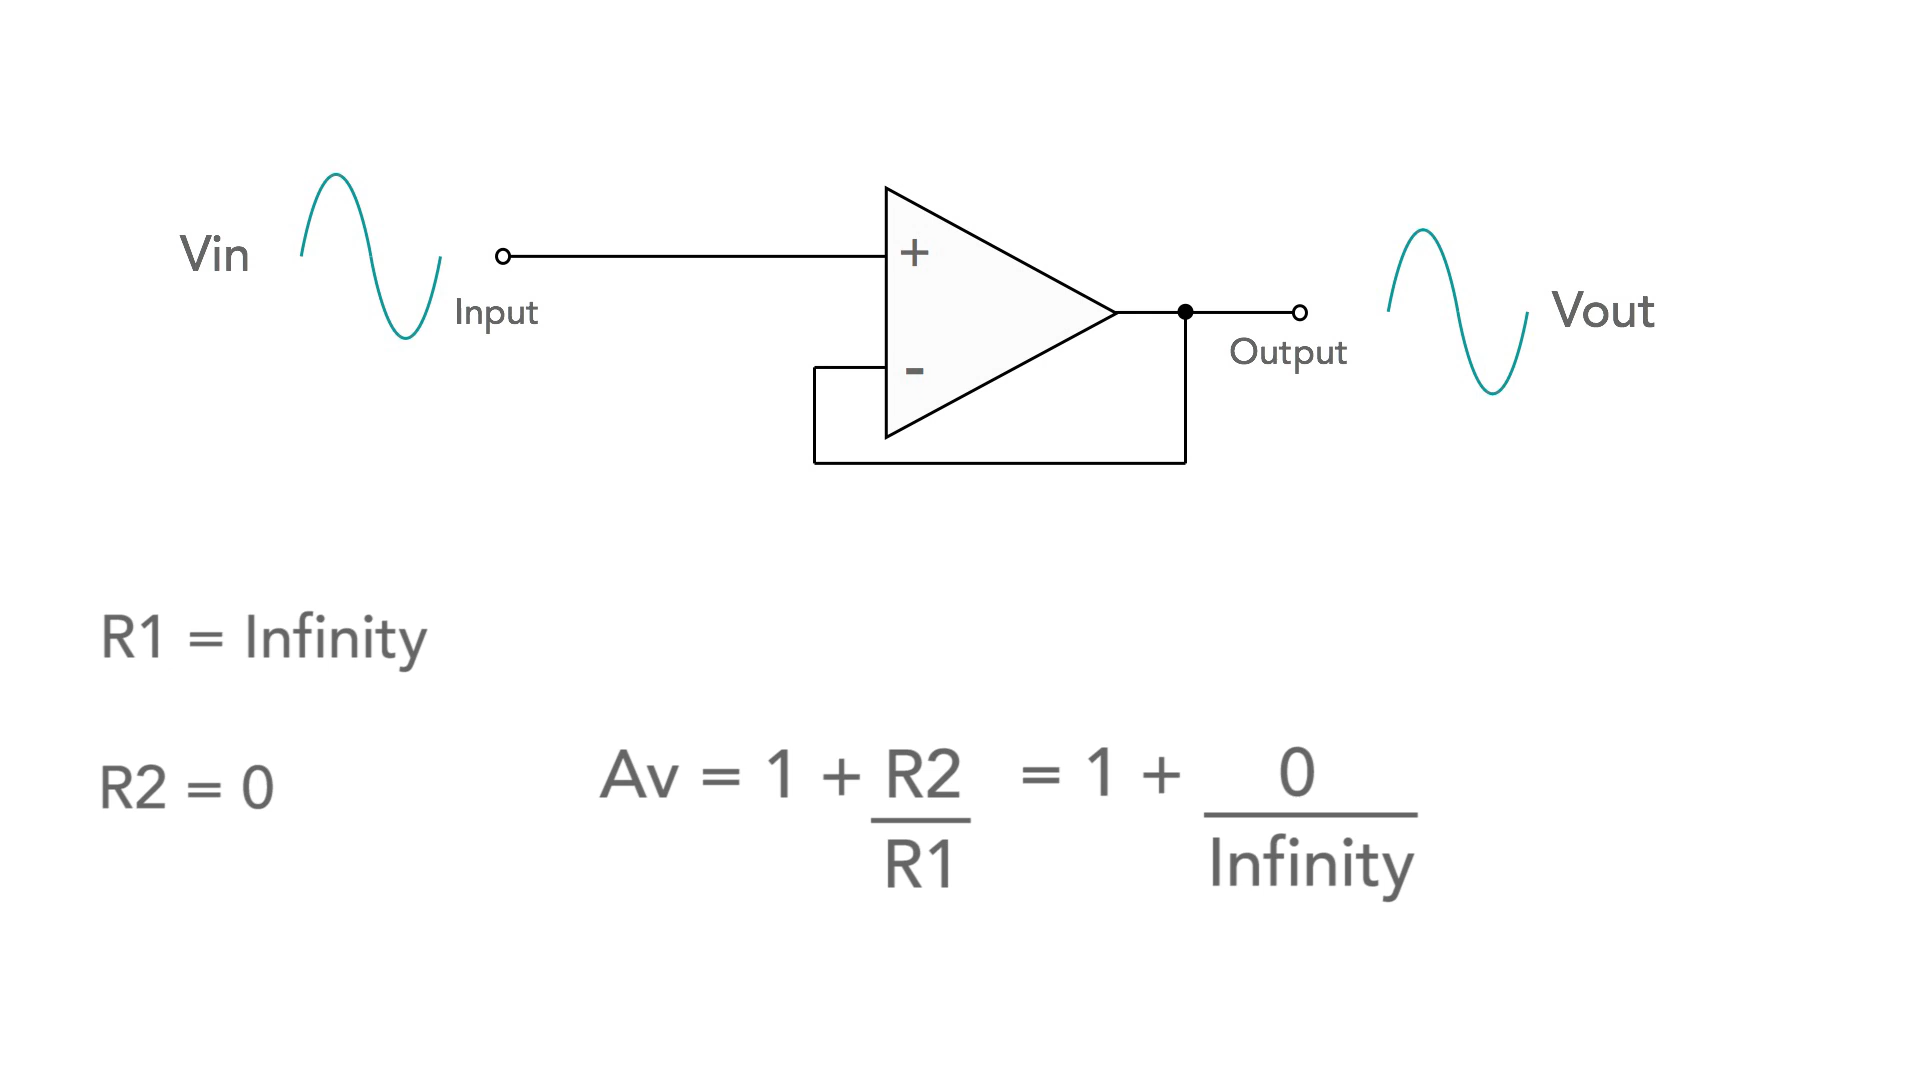 Vin
+
Input
-
Output
Vout
R1 = Infinity
R2 = 0
Av = 1 + R2 = 1 + 0
R1 Infinity